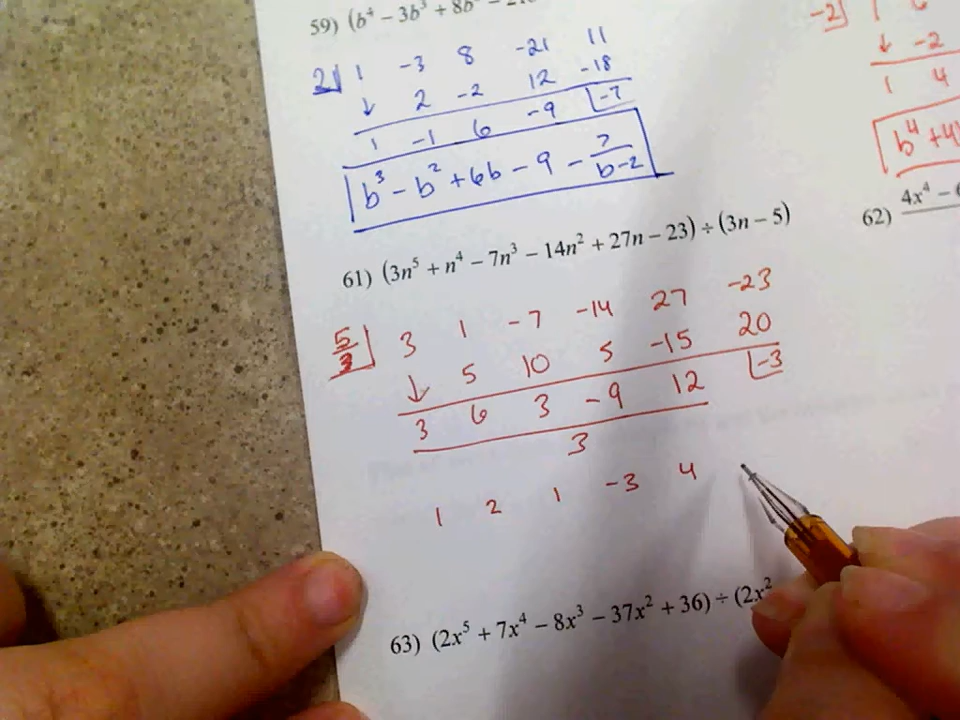 59) (b⁴ − 3b³ + 8b
2 1 -3 8 -21 11
↓ 2 -2 12 -18
1 -1 6 -9 -7
b³ - b² + 6b - 9 - 7/(b-2)
61) (3n⁵ + n⁴ − 7n³ − 14n² + 27n − 23) ÷ (3n − 5)
5/3 3 1 -7 -14 27 -23
↓ 5 10 5 -15 20
3 6 3 -9 12 -3
3
1 2 1 -3 4
63) (2x⁵ + 7x⁴ − 8x³ − 37x² + 36) ÷ (2x²
-2 1
↓ -2
1 4
b⁴ + 4
62) 4x⁴ −